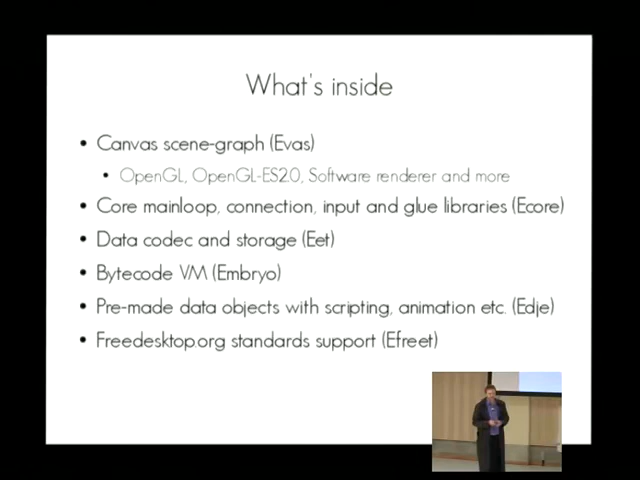 What's inside
• Canvas scene-graph (Evas)
• OpenGL, OpenGL-ES2.0, Software renderer and more
• Core mainloop, connection, input and glue libraries (Ecore)
• Data codec and storage (Eet)
• Bytecode VM (Embryo)
• Pre-made data objects with scripting, animation etc. (Edje)
• Freedesktop.org standards support (Efreet)